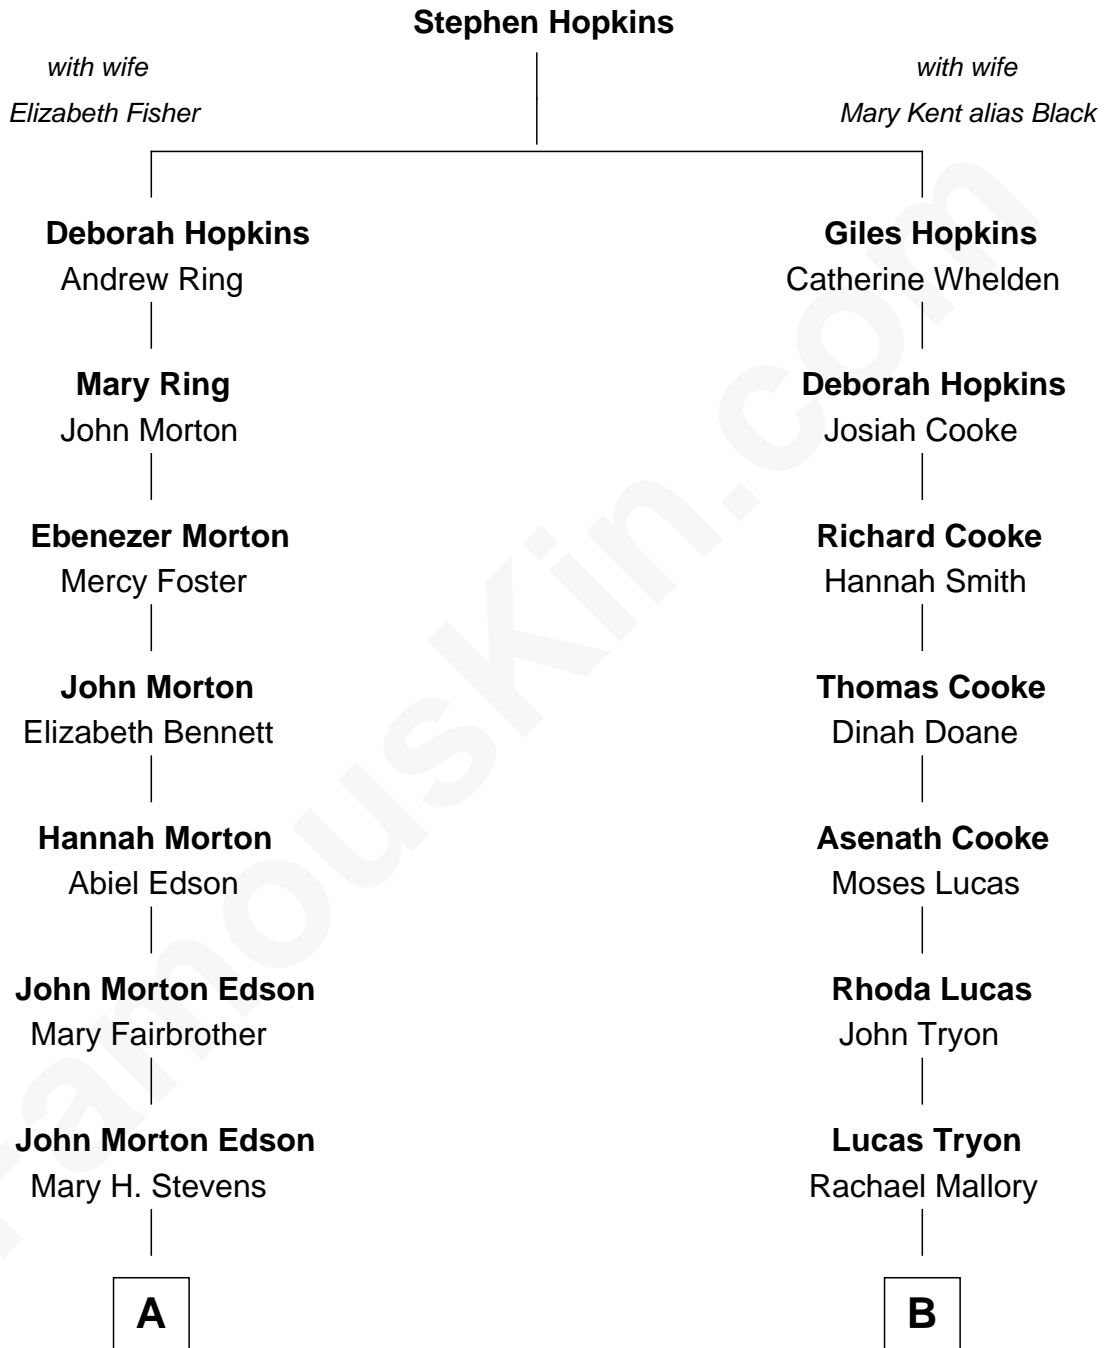 Stephen Hopkins
with wife
Elizabeth Fisher
with wife
Mary Kent alias Black
Deborah Hopkins
Andrew Ring
Giles Hopkins
Catherine Whelden
Mary Ring
John Morton
Deborah Hopkins
Josiah Cooke
Ebenezer Morton
Mercy Foster
Richard Cooke
Hannah Smith
John Morton
Elizabeth Bennett
Thomas Cooke
Dinah Doane
Hannah Morton
Abiel Edson
Asenath Cooke
Moses Lucas
John Morton Edson
Mary Fairbrother
Rhoda Lucas
John Tryon
John Morton Edson
Mary H. Stevens
Lucas Tryon
Rachael Mallory
A
B
FamousKin.com